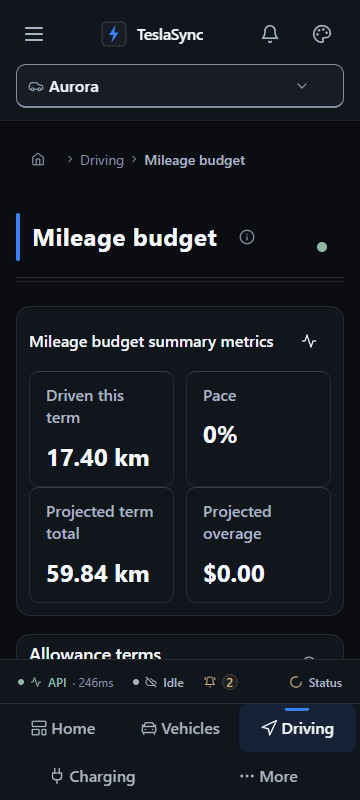 TeslaSync
Aurora
Driving
Mileage budget
Mileage budget
Mileage budget summary metrics
Driven this
term
17.40 km
Pace
0%
Projected term
total
59.84 km
Projected
overage
$0.00
Allowance terms
API · 246ms
Idle
2
Status
Home
Vehicles
Driving
Charging
More